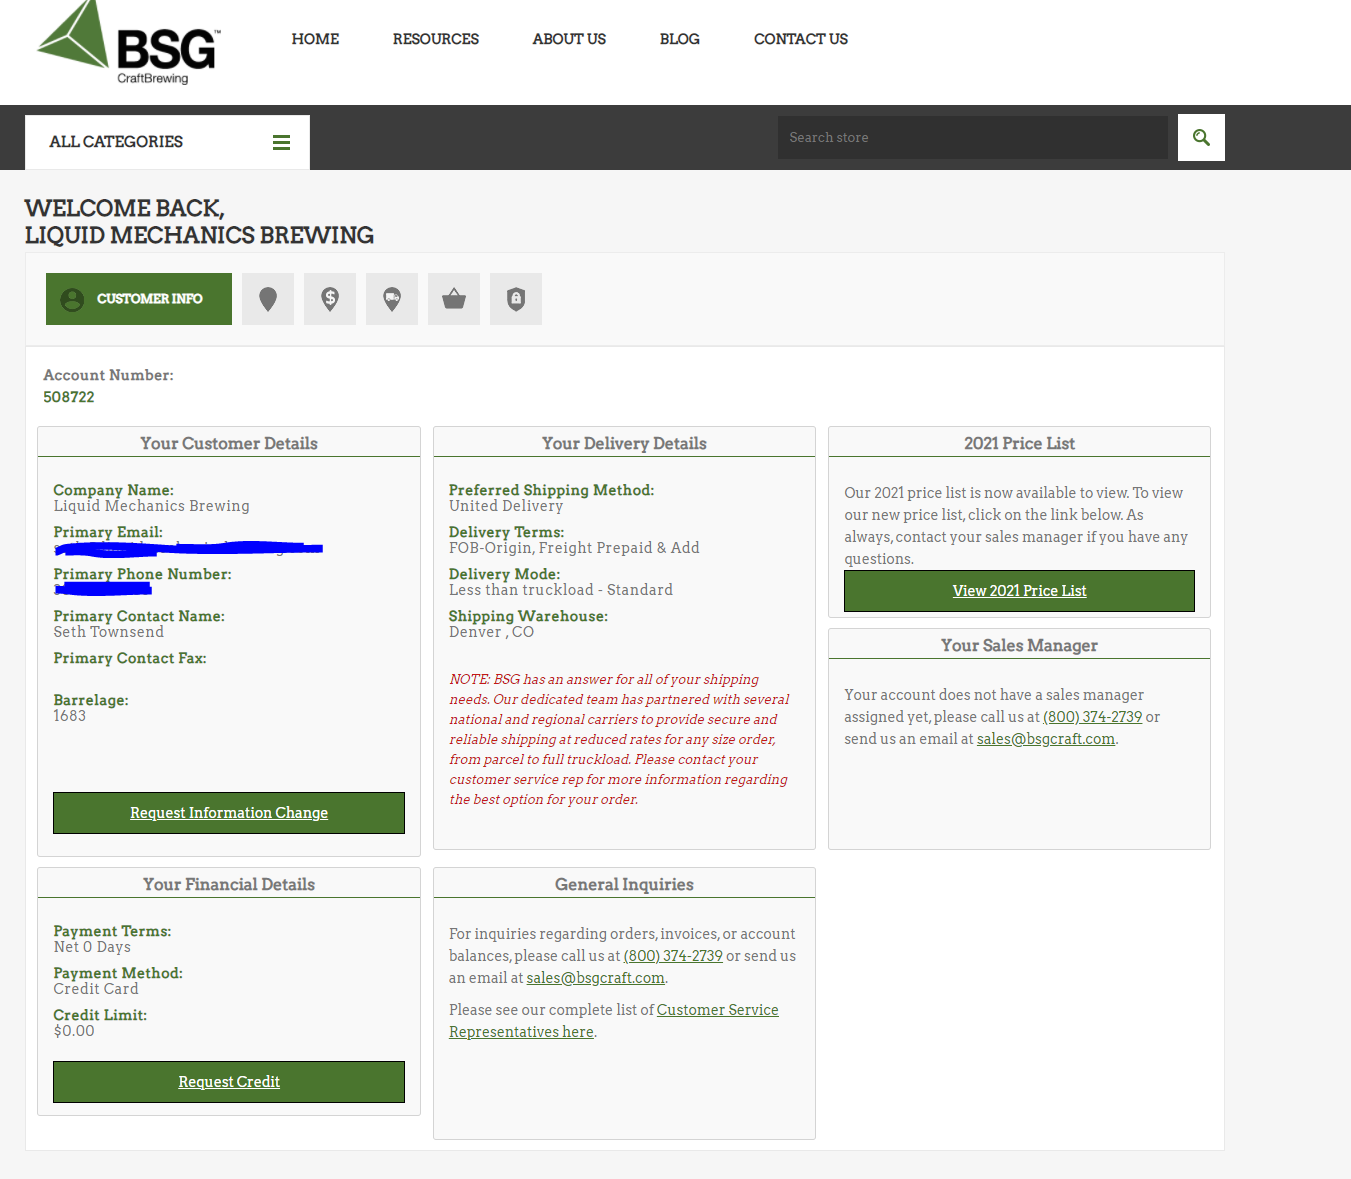 BSG™
CraftBrewing
HOME
RESOURCES
ABOUT US
BLOG
CONTACT US
ALL CATEGORIES
Search store
WELCOME BACK,
LIQUID MECHANICS BREWING
CUSTOMER INFO
Account Number:
508722
Your Customer Details
Company Name:
Liquid Mechanics Brewing
Primary Email:
Primary Phone Number:
Primary Contact Name:
Seth Townsend
Primary Contact Fax:
Barrelage:
1683
Request Information Change
Your Delivery Details
Preferred Shipping Method:
United Delivery
Delivery Terms:
FOB-Origin, Freight Prepaid & Add
Delivery Mode:
Less than truckload - Standard
Shipping Warehouse:
Denver , CO
NOTE: BSG has an answer for all of your shipping
needs. Our dedicated team has partnered with several
national and regional carriers to provide secure and
reliable shipping at reduced rates for any size order,
from parcel to full truckload. Please contact your
customer service rep for more information regarding
the best option for your order.
2021 Price List
Our 2021 price list is now available to view. To view
our new price list, click on the link below. As
always, contact your sales manager if you have any
questions.
View 2021 Price List
Your Sales Manager
Your account does not have a sales manager
assigned yet, please call us at (800) 374-2739 or
send us an email at sales@bsgcraft.com.
Your Financial Details
Payment Terms:
Net 0 Days
Payment Method:
Credit Card
Credit Limit:
$0.00
Request Credit
General Inquiries
For inquiries regarding orders, invoices, or account
balances, please call us at (800) 374-2739 or send us
an email at sales@bsgcraft.com.
Please see our complete list of Customer Service
Representatives here.